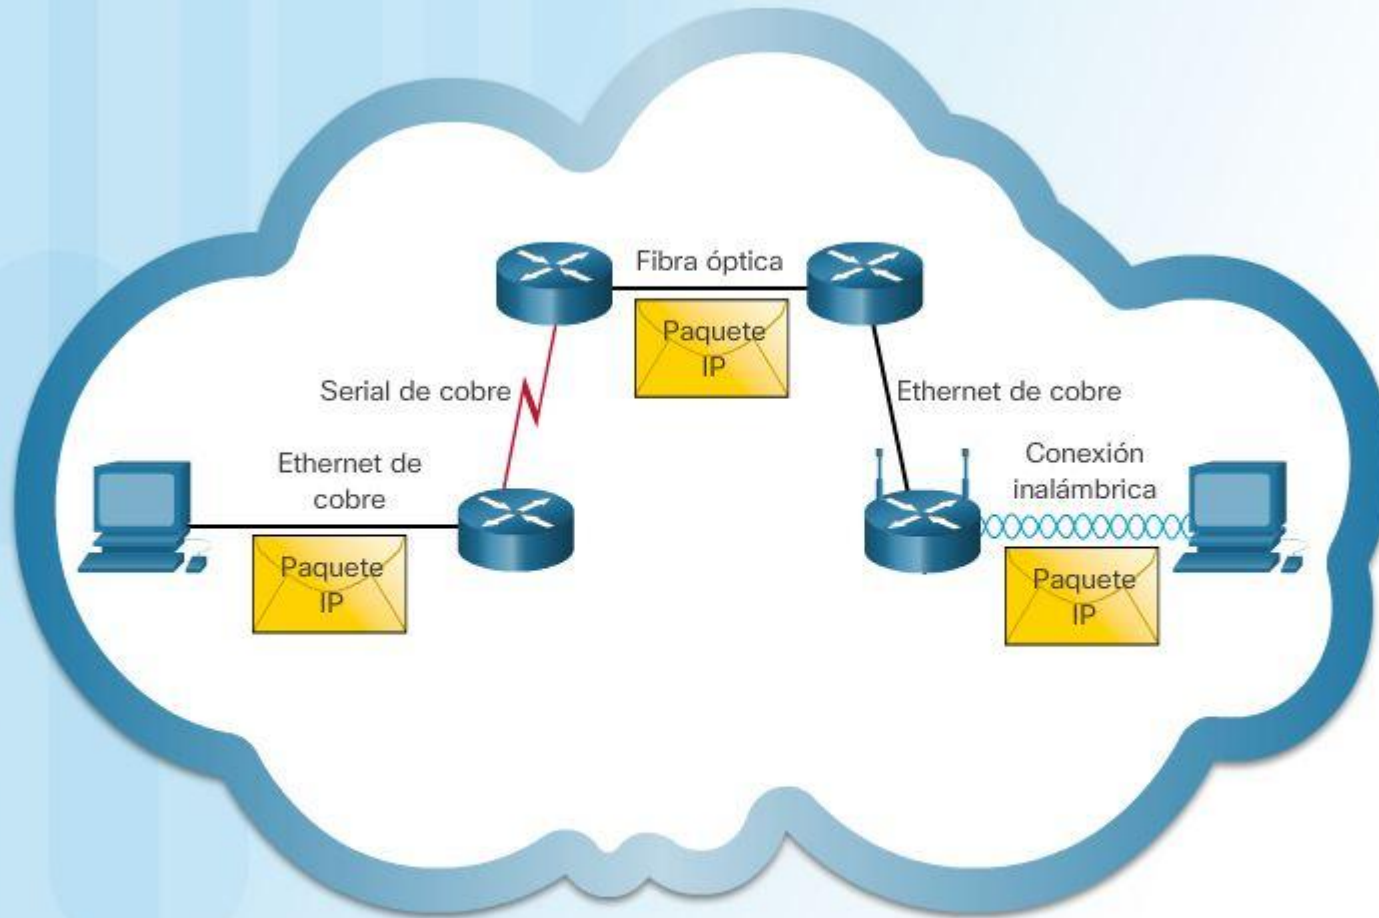 Fibra óptica
Paquete
IP
Serial de cobre
Ethernet de cobre
Ethernet de
cobre
Paquete
IP
Conexión
inalámbrica
Paquete
IP